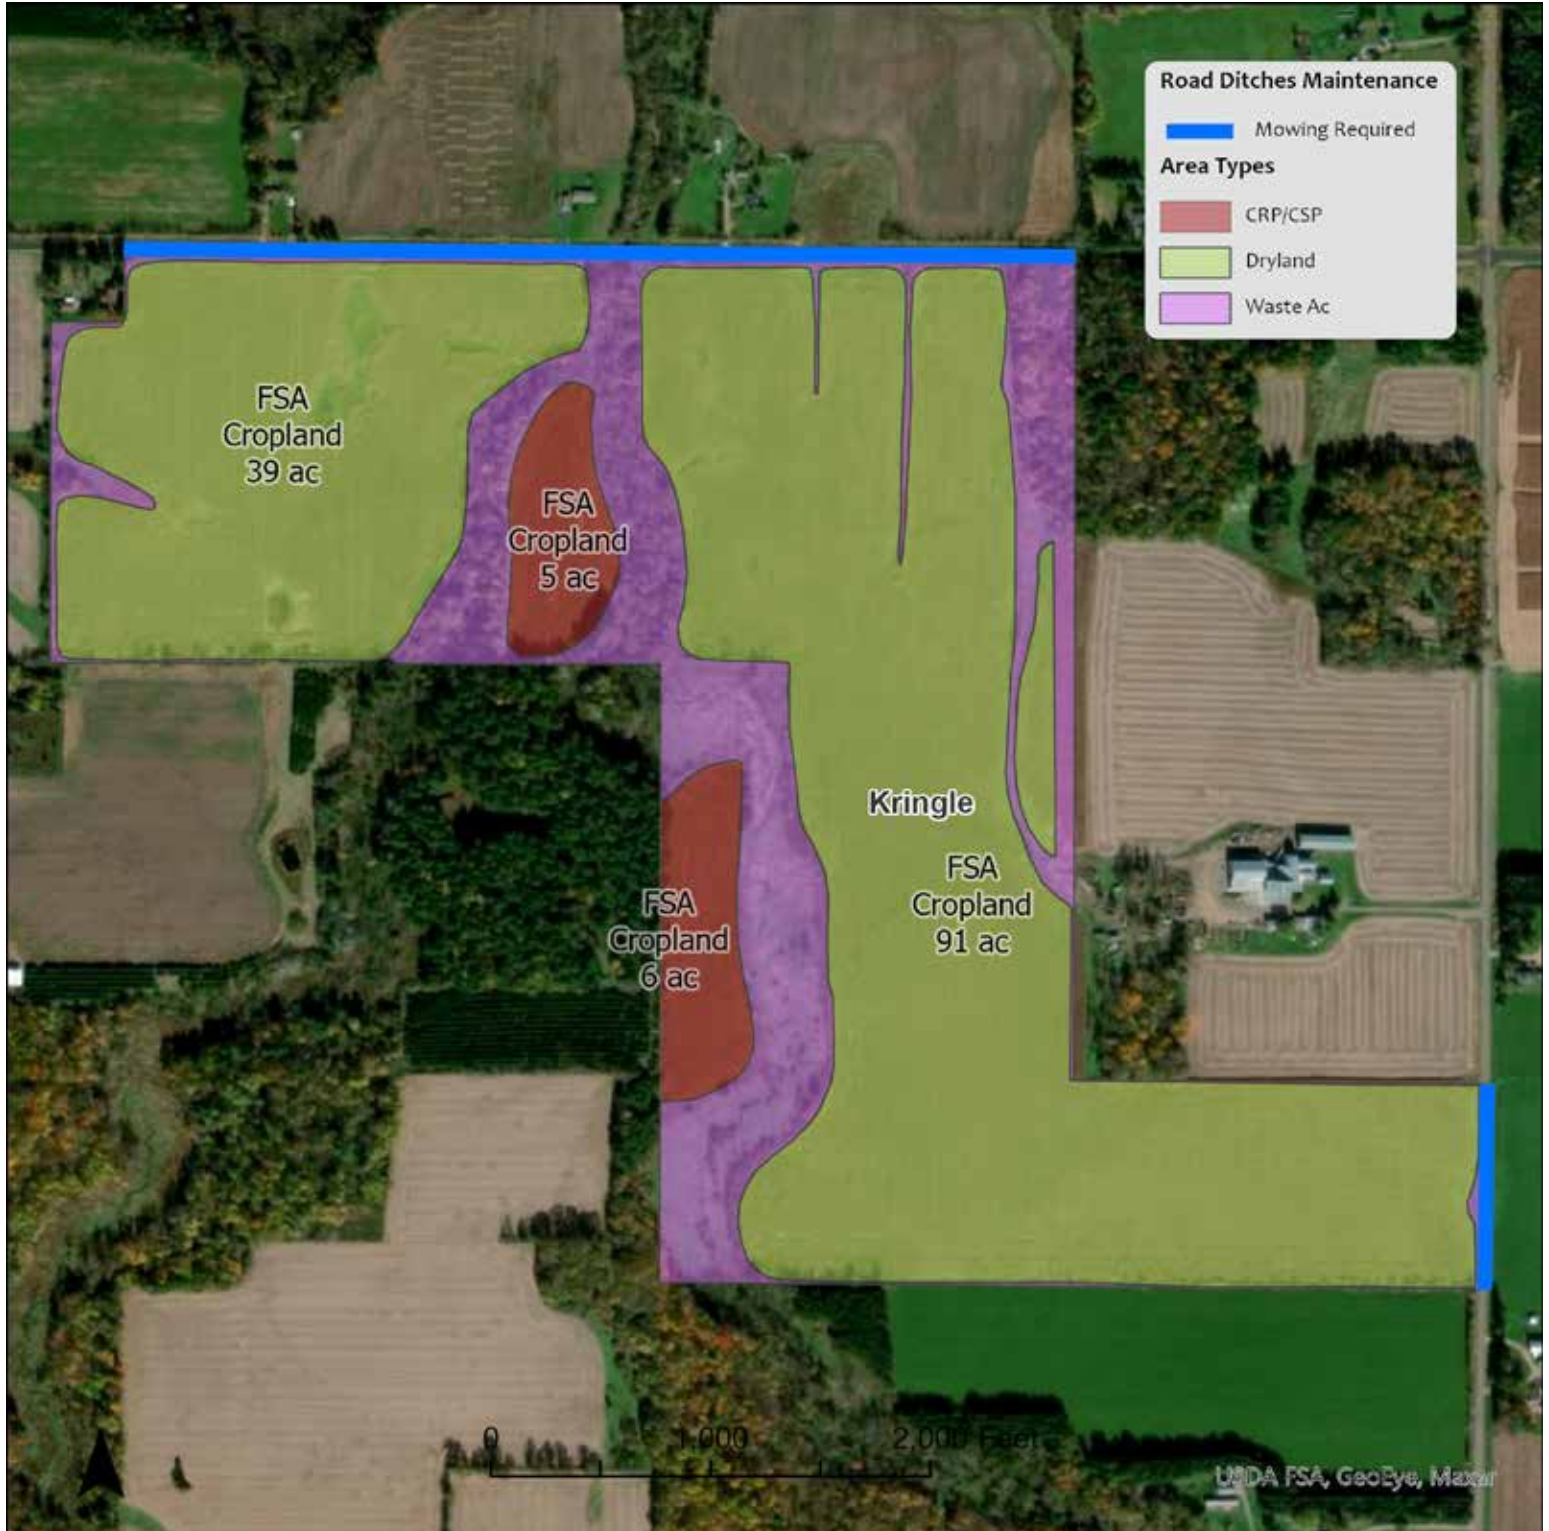 Road Ditches Maintenance
Mowing Required
Area Types
CRP/CSP
Dryland
Waste Ac
FSA
Cropland
39 ac
FSA
Cropland
5 ac
Kringle
FSA
Cropland
91 ac
FSA
Cropland
6 ac
0 1,000 2,000 Feet
USDA FSA, GeoEye, Maxar